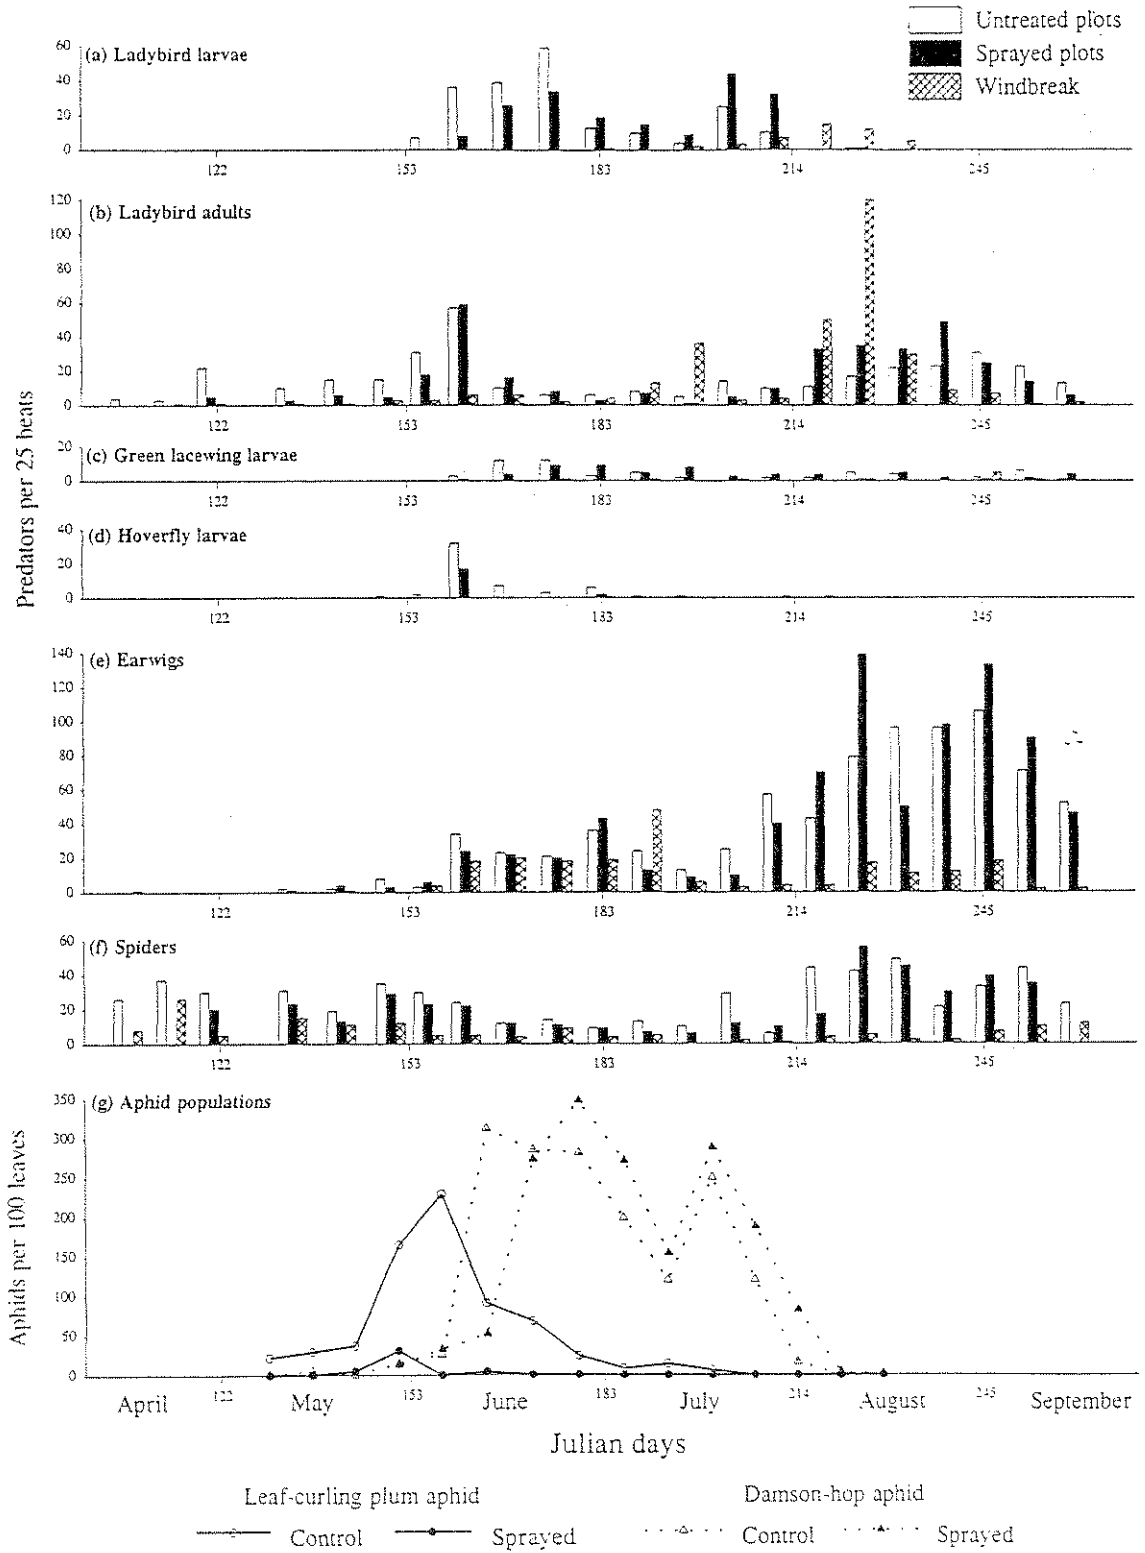 Untreated plots
Sprayed plots
Windbreak
(a) Ladybird larvae
60
40
20
0
122 153 183 214 245
(b) Ladybird adults
120
100
80
60
40
20
0
122 153 183 214 245
(c) Green lacewing larvae
20
0
122 153 183 214 245
(d) Hoverfly larvae
40
20
0
122 153 183 214 245
(e) Earwigs
140
120
100
80
60
40
20
0
122 153 183 214 245
(f) Spiders
60
40
20
0
122 153 183 214 245
Predators per 25 beats
(g) Aphid populations
350
300
250
200
150
100
50
0
Aphids per 100 leaves
April 122 May 153 June 183 July 214 August 245 September
Julian days
Leaf-curling plum aphid Damson-hop aphid
Control Sprayed Control Sprayed